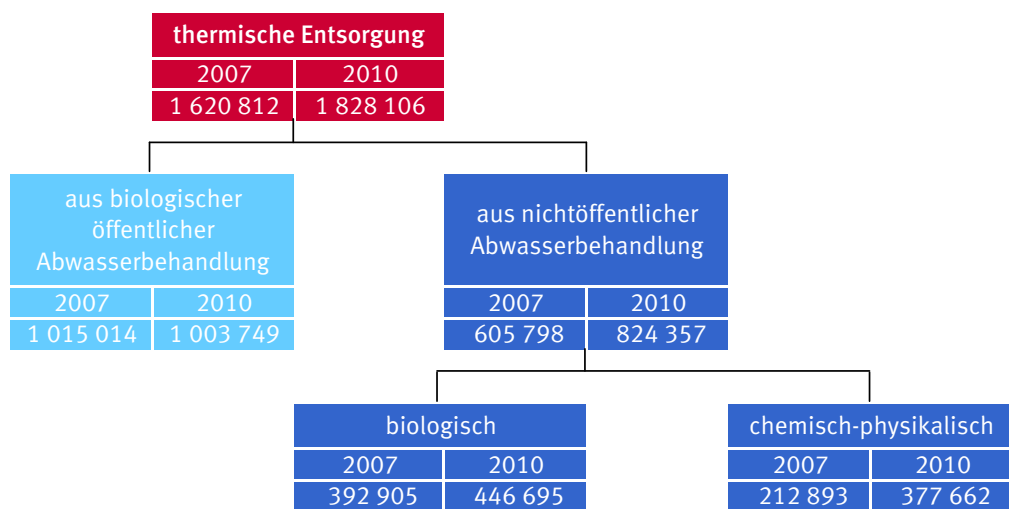 thermische Entsorgung
2007 2010
1 620 812 1 828 106
aus biologischer
öffentlicher
Abwasserbehandlung
2007 2010
1 015 014 1 003 749
aus nichtöffentlicher
Abwasserbehandlung
2007 2010
605 798 824 357
biologisch
2007 2010
392 905 446 695
chemisch-physikalisch
2007 2010
212 893 377 662